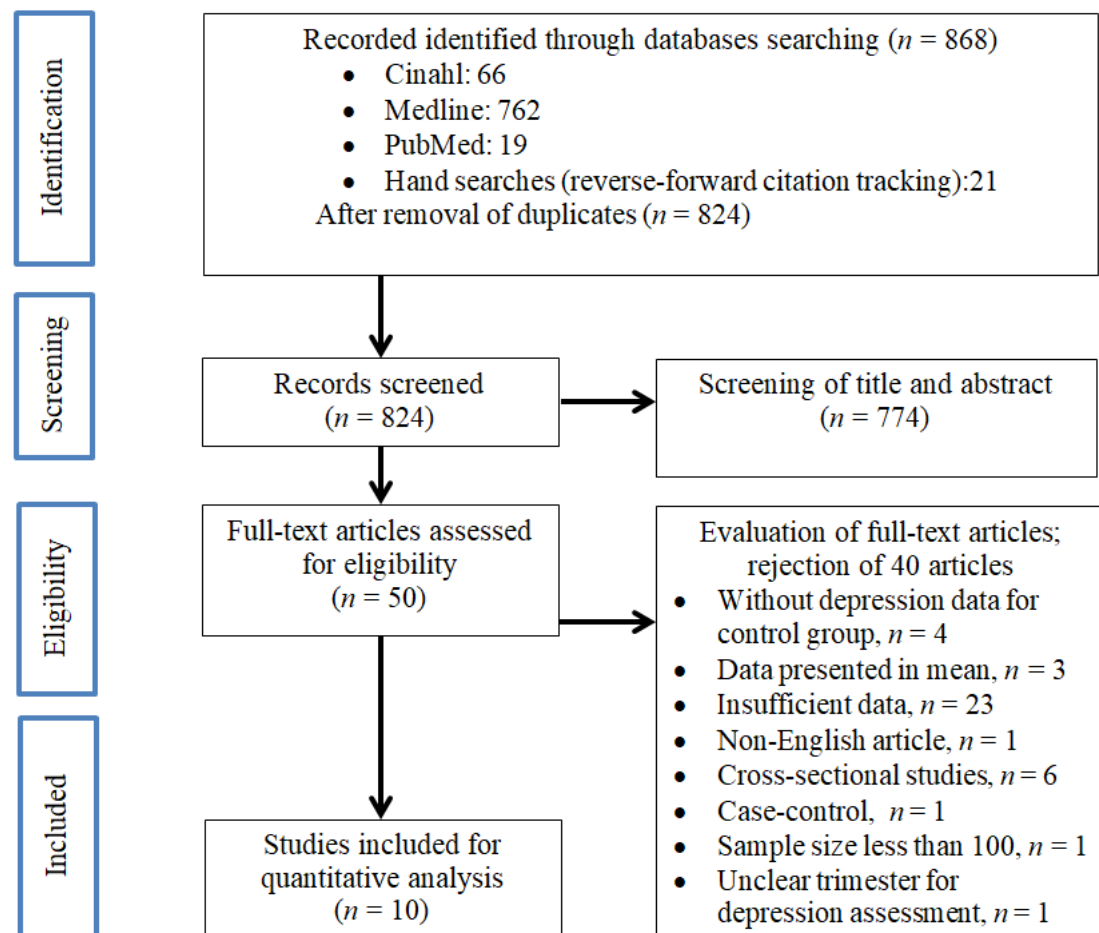 Identification
Recorded identified through databases searching (n = 868)
• Cinahl: 66
• Medline: 762
• PubMed: 19
• Hand searches (reverse-forward citation tracking):21
After removal of duplicates (n = 824)
Screening
Records screened
(n = 824)
Screening of title and abstract
(n = 774)
Eligibility
Full-text articles assessed
for eligibility
(n = 50)
Evaluation of full-text articles;
rejection of 40 articles
• Without depression data for
control group, n = 4
• Data presented in mean, n = 3
• Insufficient data, n = 23
• Non-English article, n = 1
• Cross-sectional studies, n = 6
• Case-control, n = 1
• Sample size less than 100, n = 1
• Unclear trimester for
depression assessment, n = 1
Included
Studies included for
quantitative analysis
(n = 10)